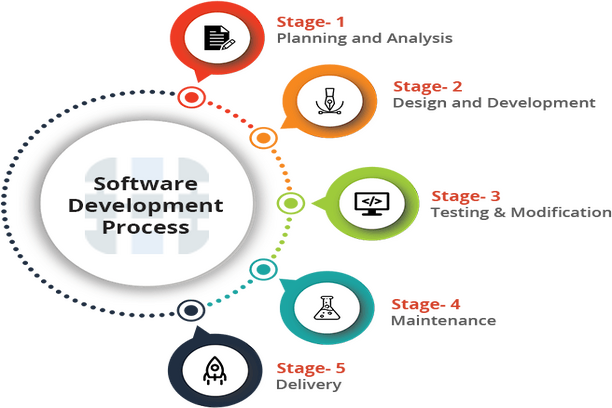 Stage- 1
Planning and Analysis
Stage- 2
Design and Development
Software
Development
Process
Stage- 3
Testing & Modification
Stage- 4
Maintenance
Stage- 5
Delivery